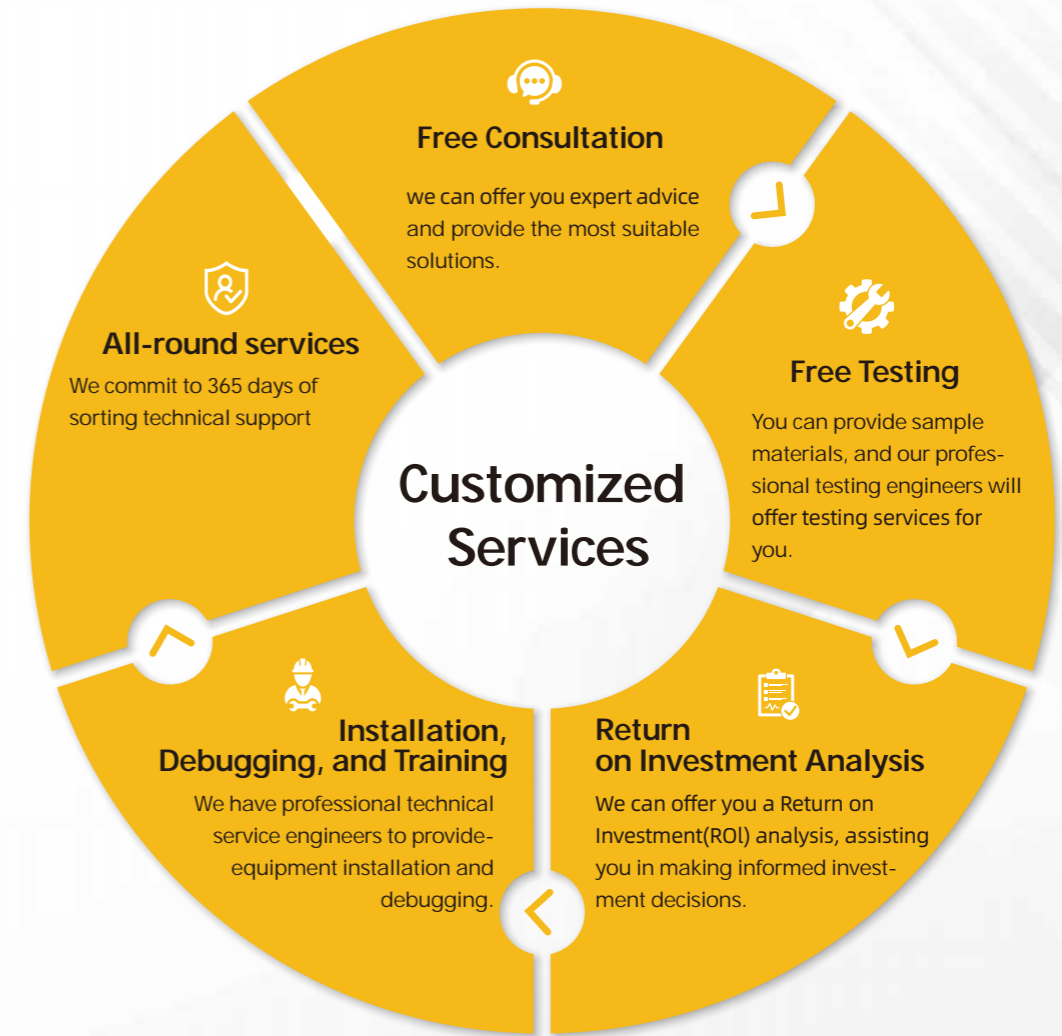 Customized
Services
Free Consultation
we can offer you expert advice
and provide the most suitable
solutions.
Free Testing
You can provide sample
materials, and our profes-
sional testing engineers will
offer testing services for
you.
Return
on Investment Analysis
We can offer you a Return on
Investment(ROl) analysis, assisting
you in making informed invest-
ment decisions.
Installation,
Debugging, and Training
We have professional technical
service engineers to provide-
equipment installation and
debugging.
All-round services
We commit to 365 days of
sorting technical support